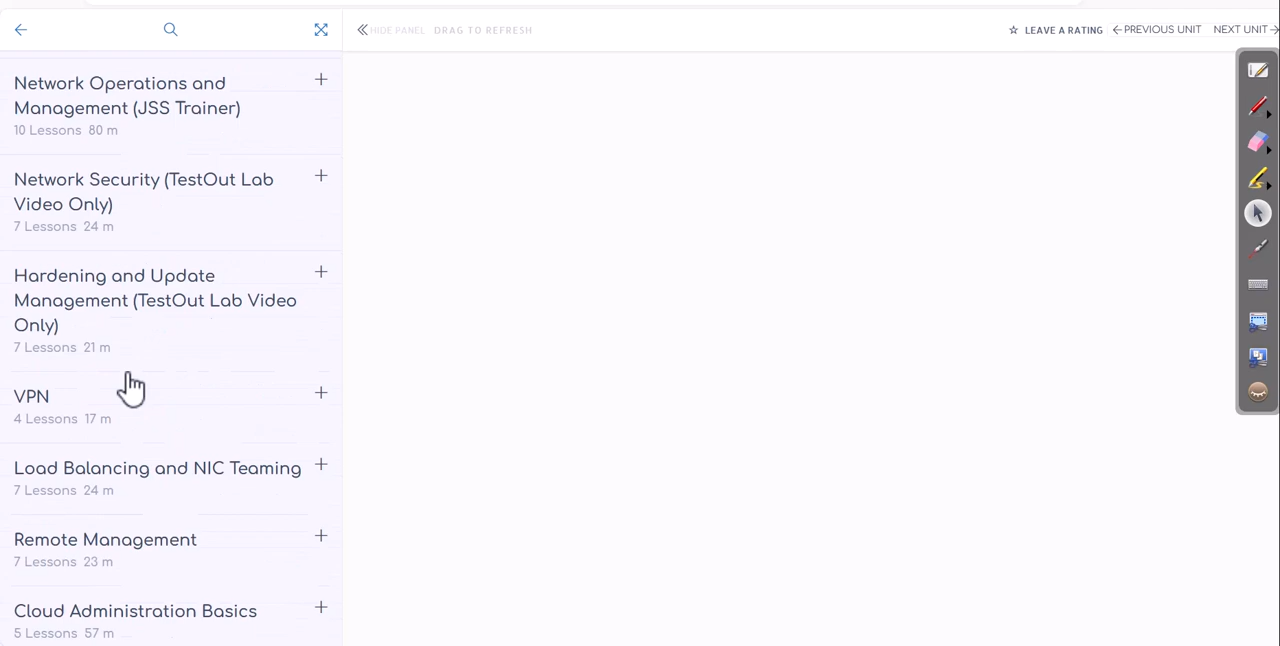 HIDE PANEL DRAG TO REFRESH
LEAVE A RATING
PREVIOUS UNIT
NEXT UNIT
Network Operations and
Management (JSS Trainer)
10 Lessons 80 m
Network Security (TestOut Lab
Video Only)
7 Lessons 24 m
Hardening and Update
Management (TestOut Lab Video
Only)
7 Lessons 21 m
VPN
4 Lessons 17 m
Load Balancing and NIC Teaming
7 Lessons 24 m
Remote Management
7 Lessons 23 m
Cloud Administration Basics
5 Lessons 57 m